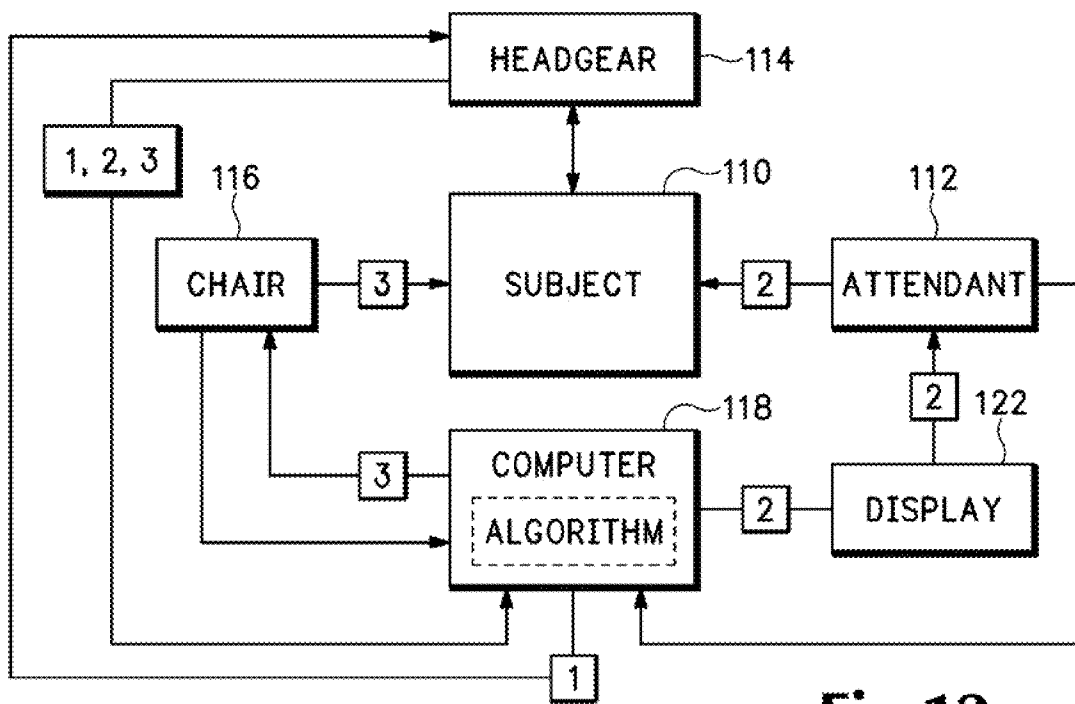 HEADGEAR
114
1, 2, 3
116
110
112
CHAIR
3
SUBJECT
2
ATTENDANT
2
122
118
COMPUTER
3
ALGORITHM
2
DISPLAY
1